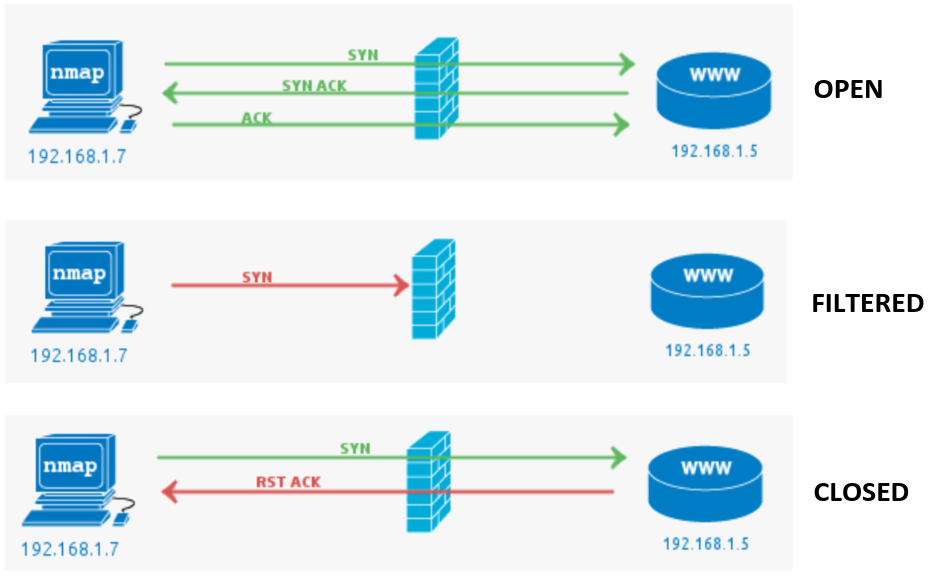 SYN
nmap
WWW
SYN ACK
OPEN
ACK
192.168.1.7
192.168.1.5
nmap
SYN
WWW
FILTERED
192.168.1.7
192.168.1.5
SYN
nmap
WWW
RST ACK
CLOSED
192.168.1.7
192.168.1.5